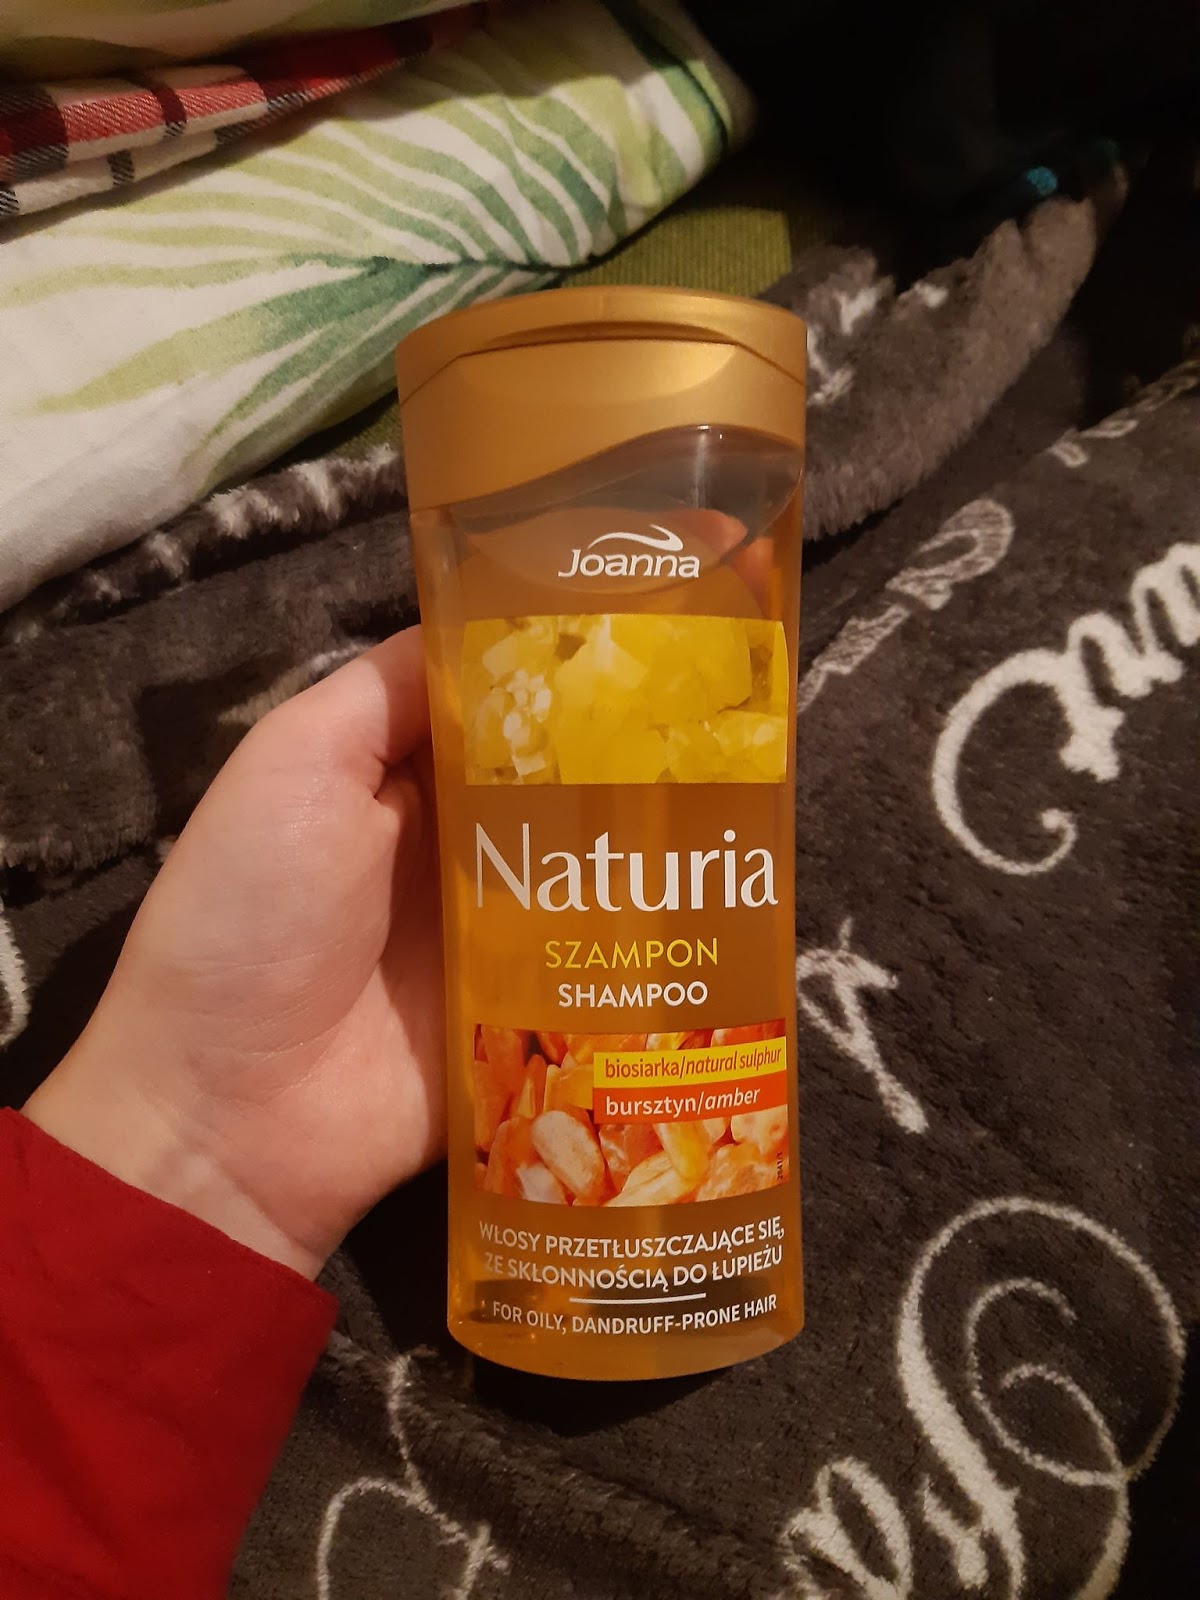 Joanna
Naturia
SZAMPON
SHAMPOO
biosiarka/natural sulphur
bursztyn/amber
WŁOSY PRZETŁUSZCZAJĄCE SIĘ,
ZE SKŁONNOŚCIĄ DO ŁUPIEŻU
FOR OILY, DANDRUFF-PRONE HAIR